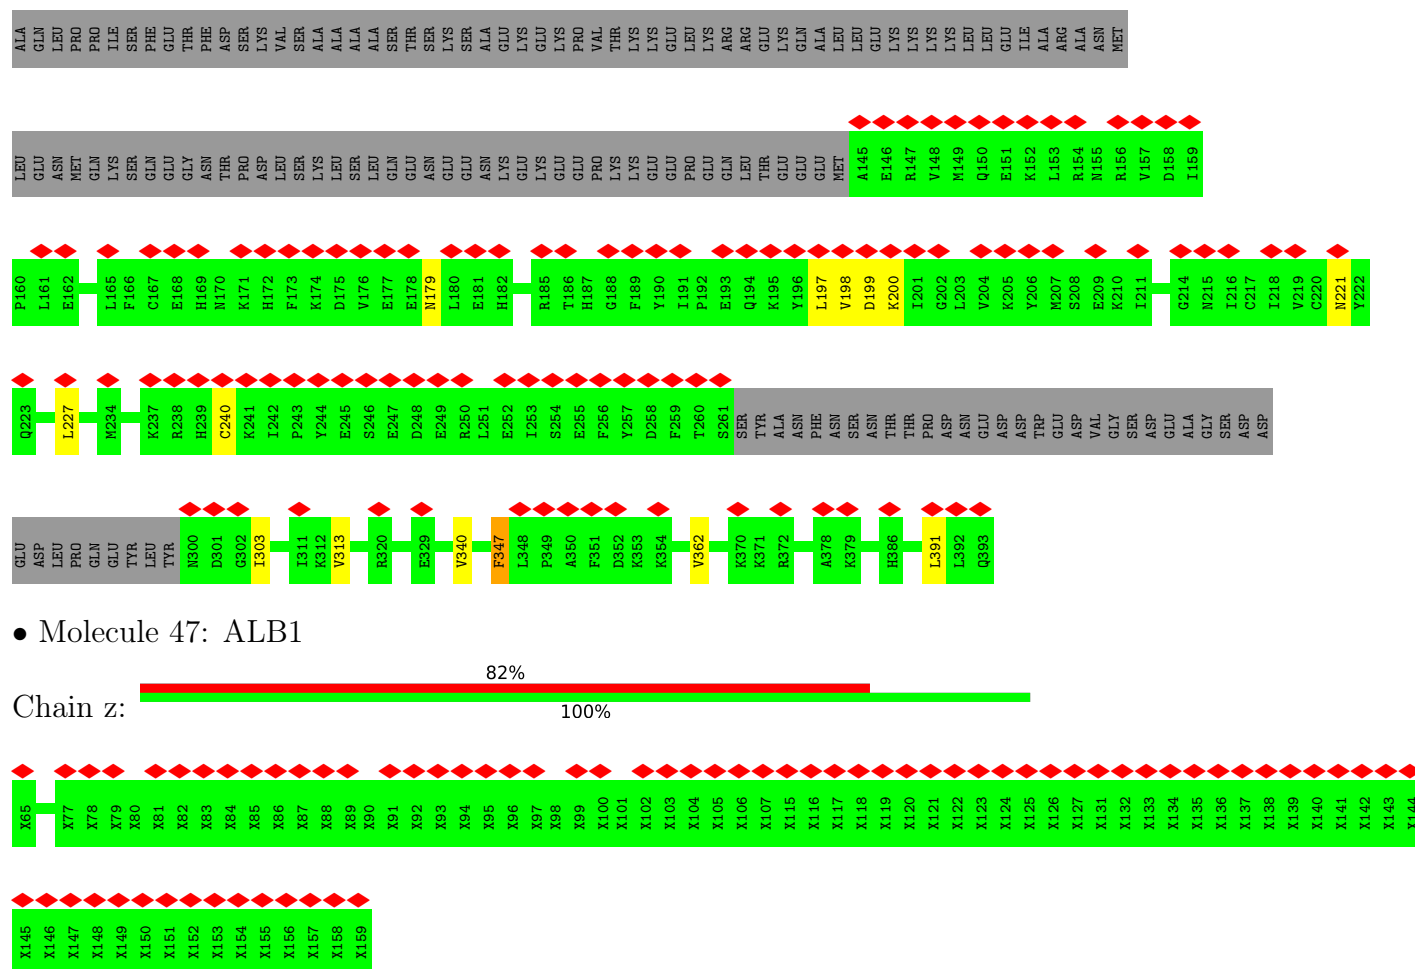 ALA GLN LEU PRO PRO ILE SER PHE GLU THR PHE ASP SER LYS VAL SER ALA ALA ALA ALA SER THR SER LYS SER ALA GLU LYS GLU LYS PRO VAL THR LYS LYS GLU LEU LYS ARG ARG GLU LYS GLN ALA LEU LEU GLU LYS LYS LYS LYS LEU LEU GLU ILE ALA ARG ALA ASN MET
LEU GLU ASN MET GLN LYS SER GLN GLU GLY ASN THR PRO ASP LEU SER LYS LEU SER LEU GLN GLU ASN GLU GLU ASN LYS GLU LYS GLU GLU PRO LYS LYS GLU GLU PRO GLU GLN LEU THR GLU GLU GLU MET A145 E146 R147 V148 M149 Q150 E151 K152 L153 R154 N155 R156 V157 D158 I159
P160 L161 E162 L165 F166 C167 E168 H169 N170 K171 H172 F173 K174 D175 V176 E177 E178 N179 L180 E181 H182 R185 T186 H187 G188 F189 Y190 I191 P192 E193 Q194 K195 Y196 L197 V198 D199 K200 I201 G202 L203 V204 K205 Y206 M207 S208 E209 K210 I211 G214 N215 I216 C217 I218 V219 C220 N221 Y222
Q223 L227 M234 K237 R238 H239 C240 K241 I242 P243 Y244 E245 S246 E247 D248 E249 R250 L251 E252 I253 S254 E255 F256 Y257 D258 F259 T260 S261 SER TYR ALA ASN PHE ASN SER ASN THR THR PRO ASP ASN GLU ASP ASP TRP GLU ASP VAL GLY SER ASP GLU ALA GLY SER ASP ASP
GLU ASP LEU PRO GLN GLU TYR LEU TYR N300 D301 G302 I303 I311 K312 V313 R320 E329 V340 F347 L348 P349 A350 F351 D352 K353 K354 V362 K370 K371 R372 A378 K379 H386 L391 L392 Q393
• Molecule 47: ALB1
82%
Chain z:
100%
X65 X77 X78 X79 X80 X81 X82 X83 X84 X85 X86 X87 X88 X89 X90 X91 X92 X93 X94 X95 X96 X97 X98 X99 X100 X101 X102 X103 X104 X105 X106 X107 X115 X116 X117 X118 X119 X120 X121 X122 X123 X124 X125 X126 X127 X131 X132 X133 X134 X135 X136 X137 X138 X139 X140 X141 X142 X143 X144
X145 X146 X147 X148 X149 X150 X151 X152 X153 X154 X155 X156 X157 X158 X159